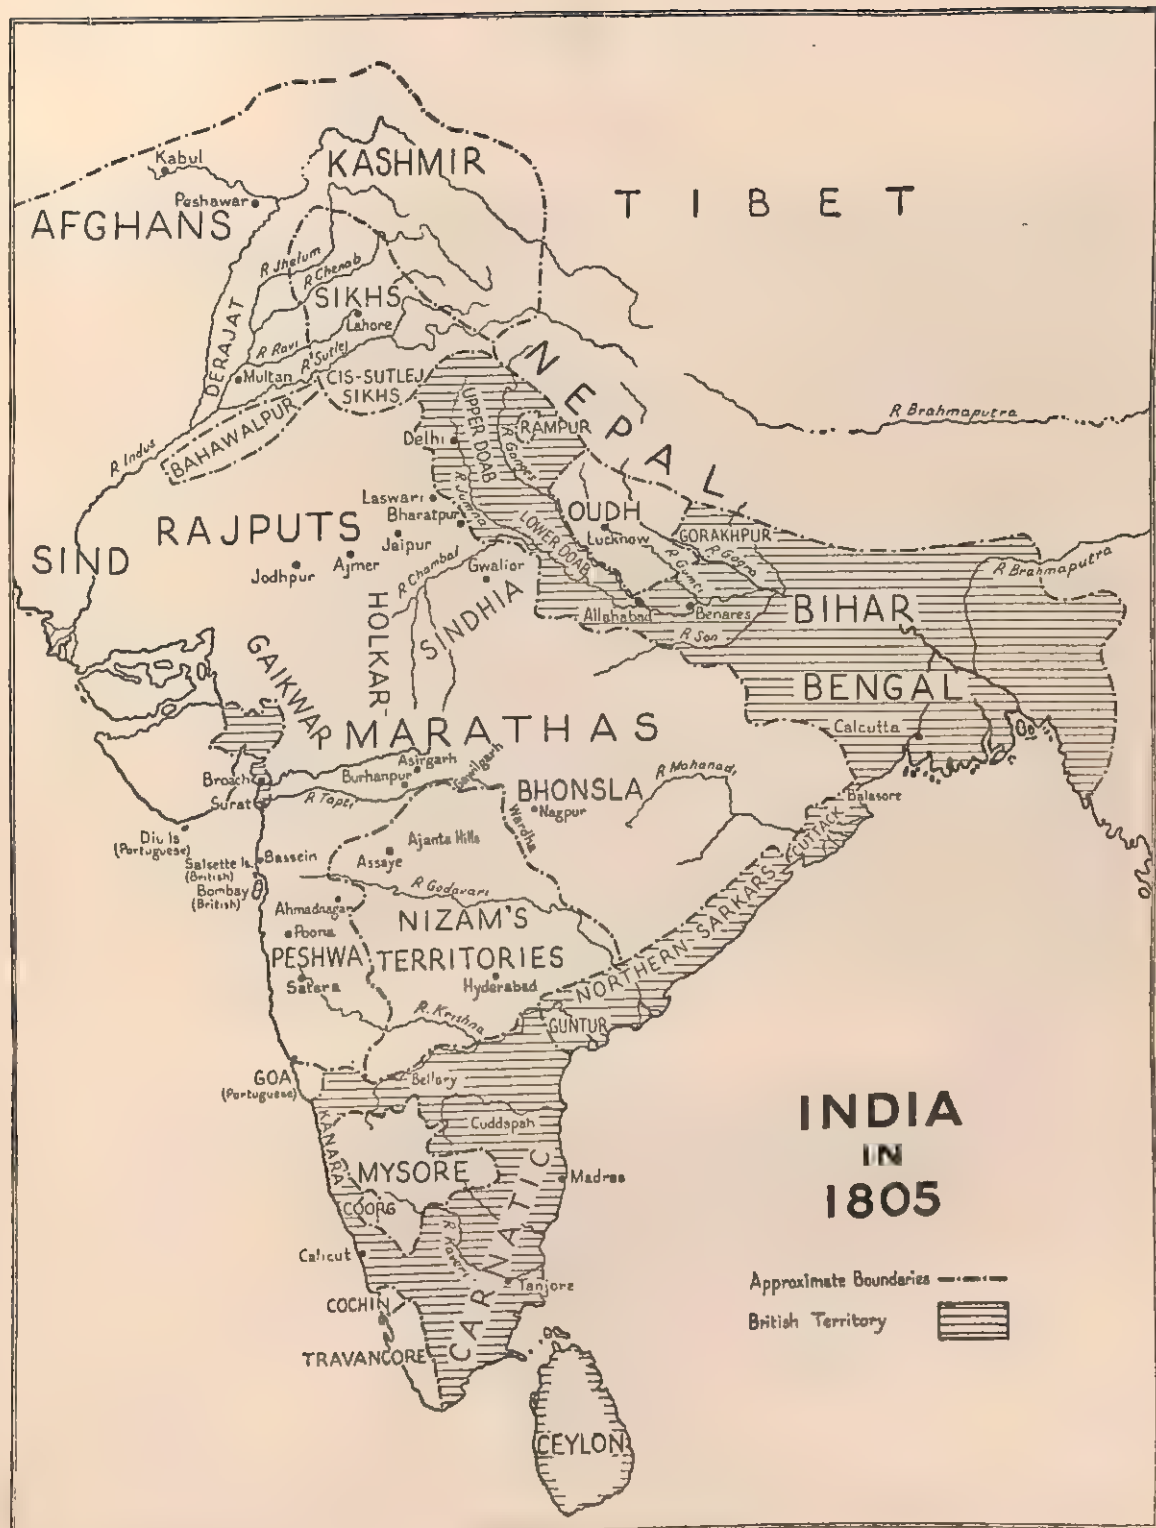 KASHMIR
Kabul
Peshawar
AFGHANS
TIBET
R Jhelum
R Chenab
SIKHS
Lahore
DERAJAT
R Ravi
R Sutlej
Multan
CIS-SUTLEJ
SIKHS
BAHAWALPUR
R Indus
NEPAL
R Brahmaputra
UPPER DOAB
Delhi
R Ganges
RAMPUR
R Jumna
Laswari
Bharatpur
RAJPUTS
Jaipur
Ajmer
Jodhpur
SIND
LOWER DOAB
OUDH
Lucknow
GORAKHPUR
R Gogra
R Gumti
R Brahmaputra
R Chambal
Gwalior
HOLKAR
SINDHIA
Allahabad
Benares
R Son
BIHAR
BENGAL
Calcutta
GAIKWAR
MARATHAS
Asirgarh
Burhanpur
Gawilgarh
Broach
Surat
R Tapti
BHONSLA
Nagpur
Wardha
R Mahanadi
Balasore
CUTTACK
Diu Is
(Portuguese)
Salsette Is.
(British)
Bassein
Bombay
(British)
Ajanta Hills
Assaye
R Godavari
Ahmadnagar
Poona
NIZAM'S
PESHWA
TERRITORIES
Satara
Hyderabad
NORTHERN SARKARS
R. Krishna
GUNTUR
GOA
(Portuguese)
Bellary
KANARA
Cuddapah
MYSORE
Madras
COORG
CARNATIC
R Kaveri
Calicut
Tanjore
COCHIN
TRAVANCORE
CEYLON
INDIA
IN
1805
Approximate Boundaries
British Territory